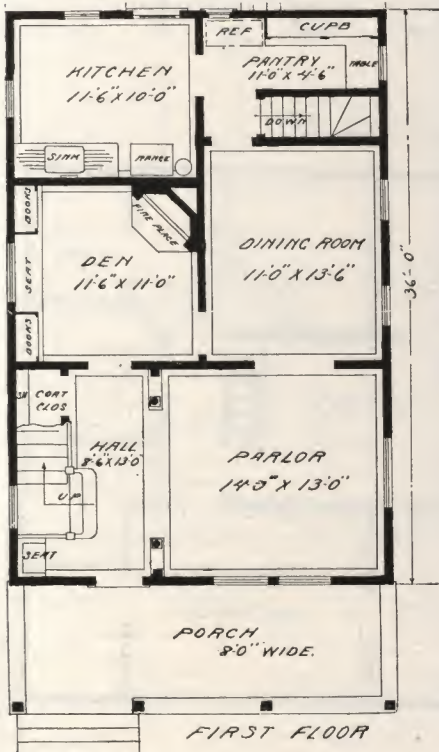 REF
CUPB
KITCHEN
11'-6" X 10'-0"
PANTRY
11'-0" X 4'-6"
TABLE
DOWN
SINK
RANGE
BOOKS
FIRE PLACE
DEN
11'-6" X 11'-0"
SEAT
DINING ROOM
11'-0" X 13'-6"
36'-0"
BOOKS
COAT
CLOS
HALL
8'-6" X 13'-0"
PARLOR
X 13'-0"
UP
SEAT
PORCH
8'-0" WIDE.
FIRST FLOOR